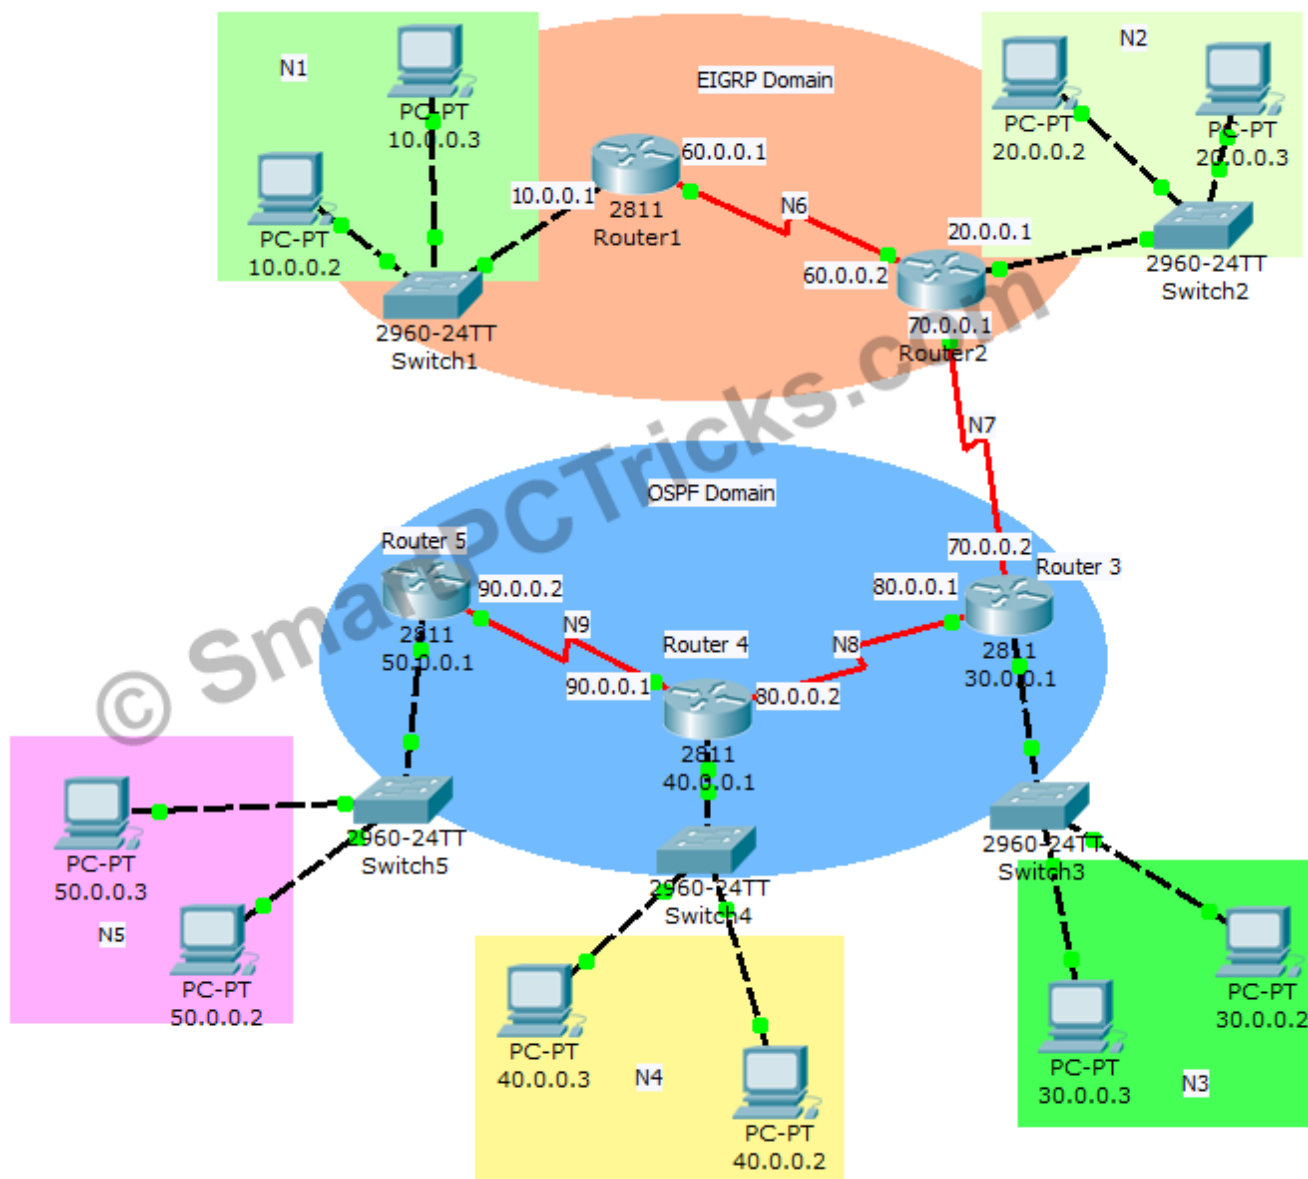 N1
PC-PT
10.0.0.3
PC-PT
10.0.0.2
10.0.0.1
2960-24TT
Switch1
EIGRP Domain
60.0.0.1
2811
Router1
N6
60.0.0.2
20.0.0.1
70.0.0.1
Router2
N2
PC-PT
20.0.0.2
PC-PT
20.0.0.3
2960-24TT
Switch2
N7
© SmartPCTricks.com
OSPF Domain
70.0.0.2
Router 3
80.0.0.1
2811
30.0.0.1
Router 5
90.0.0.2
2811
50.0.0.1
N9
90.0.0.1
Router 4
N8
80.0.0.2
2811
40.0.0.1
2960-24TT
Switch5
PC-PT
50.0.0.3
N5
PC-PT
50.0.0.2
2960-24TT
Switch4
PC-PT
40.0.0.3
N4
PC-PT
40.0.0.2
2960-24TT
Switch3
PC-PT
30.0.0.2
PC-PT
30.0.0.3
N3